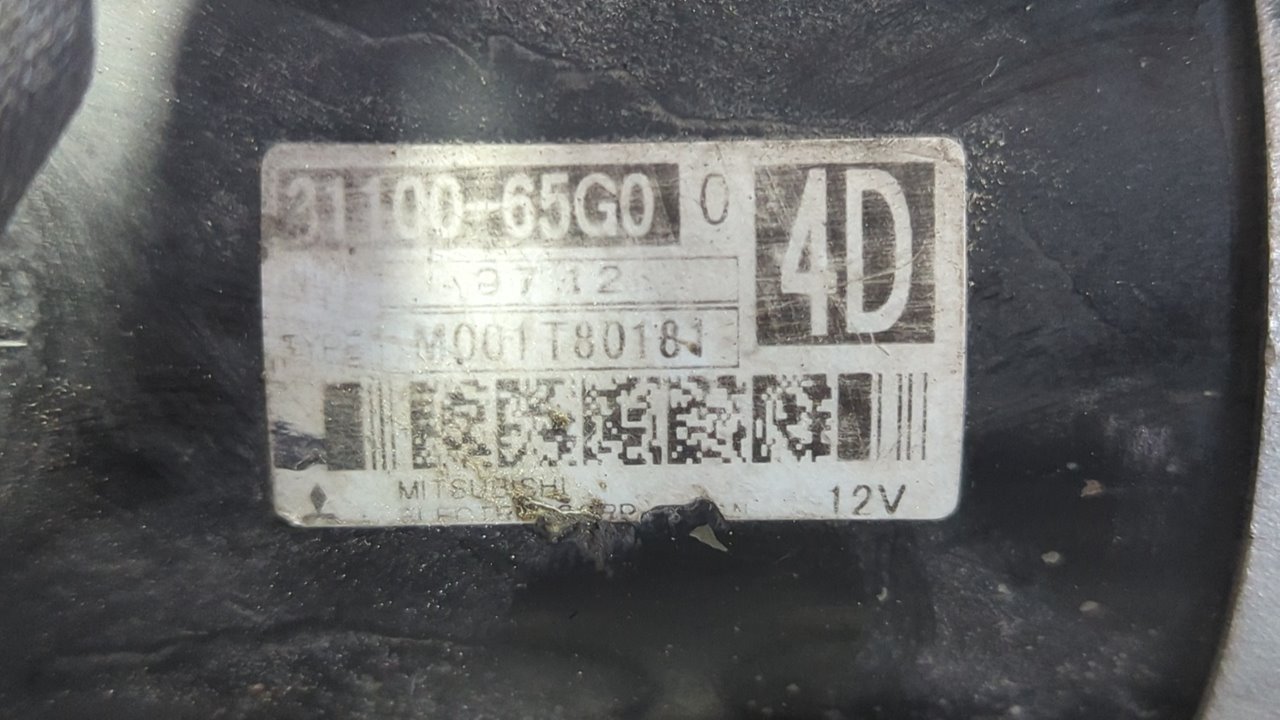 31100-65G0 0
4D
9712
TYPE M001T80181
MITSUBISHI
12V